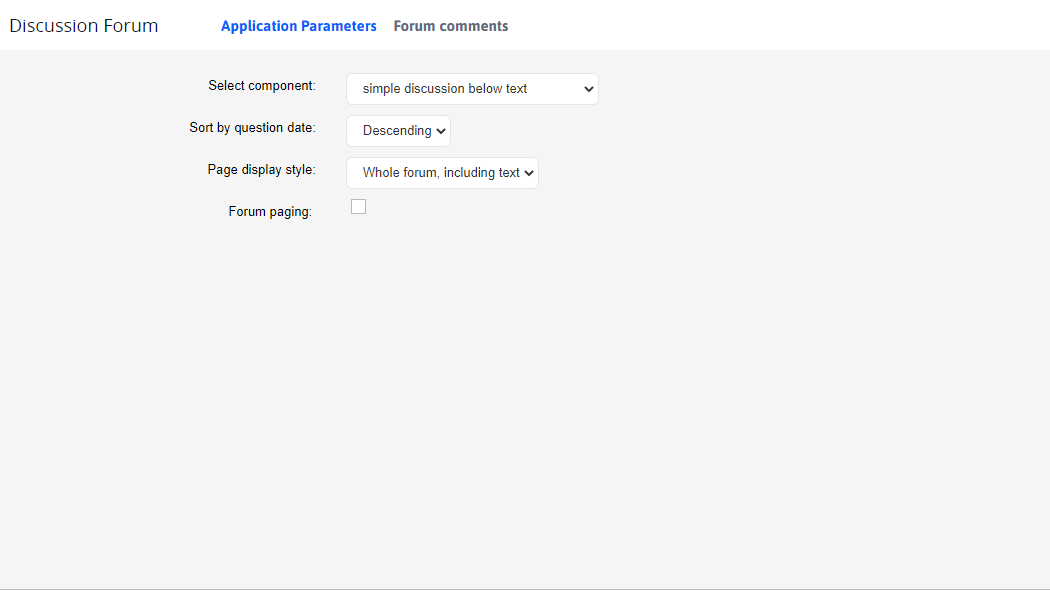 Discussion Forum Application Parameters Forum comments
Select component: simple discussion below text
Sort by question date: Descending
Page display style: Whole forum, including text
Forum paging: